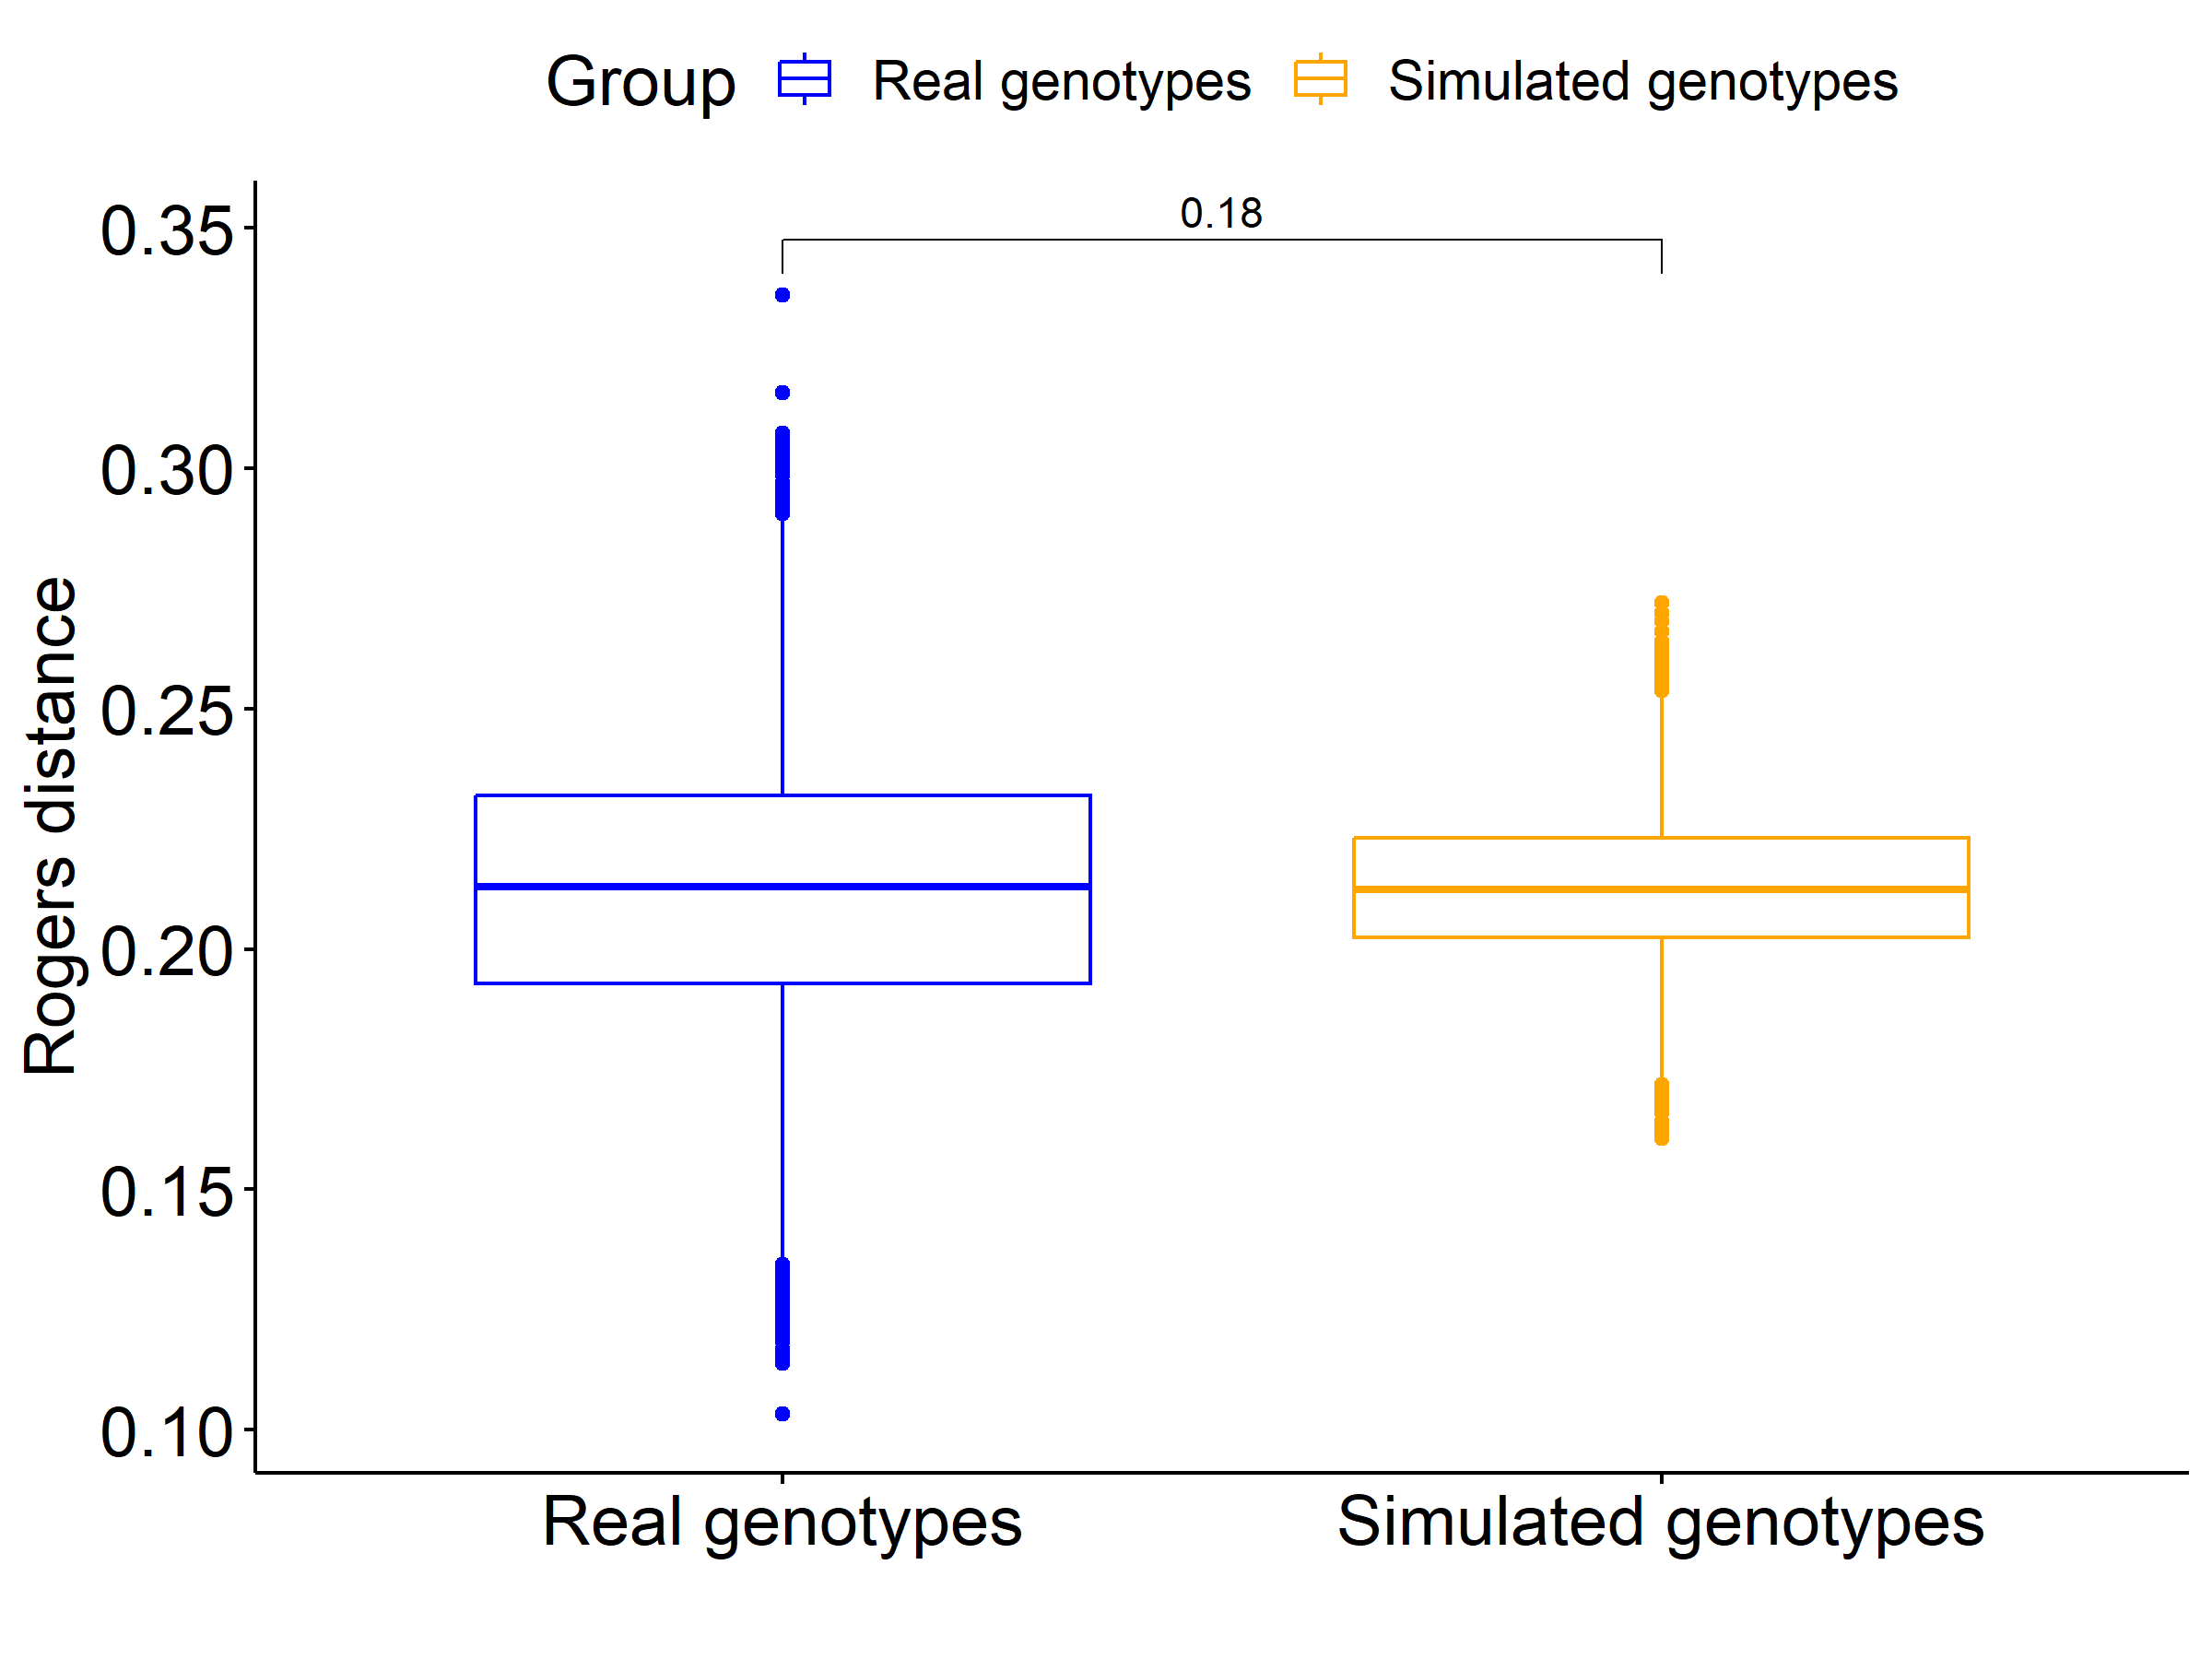 Group Real genotypes Simulated genotypes
0.18
0.35
0.30
0.25
0.20
0.15
0.10
Rogers distance
Real genotypes Simulated genotypes